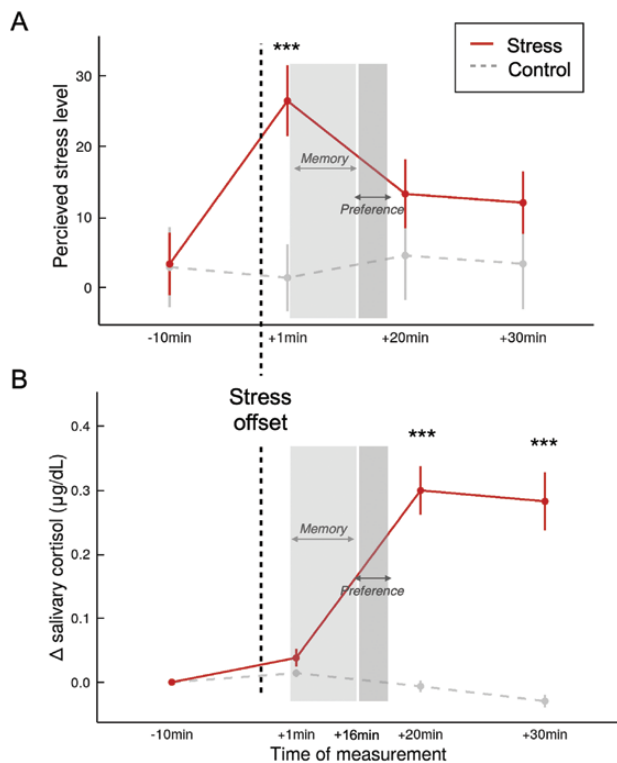 A
Stress
Control
***
Percieved stress level
30
20
10
0
Memory
Preference
-10min
+1min
+20min
+30min
B
Stress
offset
Δ salivary cortisol (μg/dL)
0.4
0.3
0.2
0.1
0.0
***
***
Memory
Preference
-10min
+1min
+16min
+20min
+30min
Time of measurement